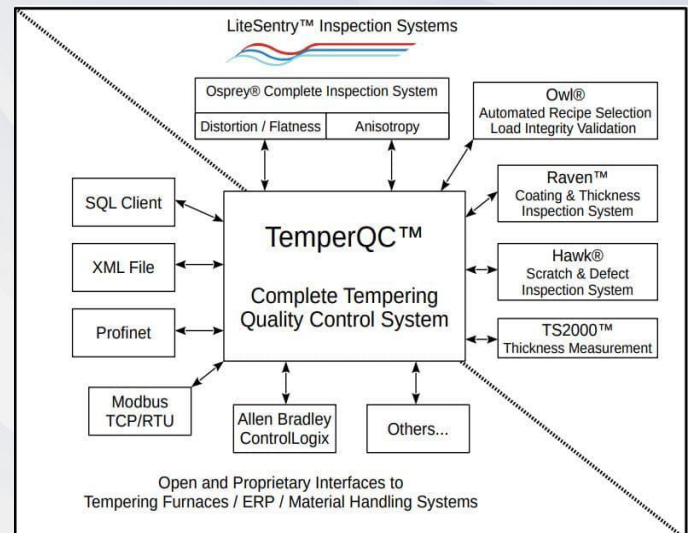 LiteSentry™ Inspection Systems
Osprey® Complete Inspection System
Distortion / Flatness
Anisotropy
Owl®
Automated Recipe Selection
Load Integrity Validation
Raven™
Coating & Thickness
Inspection System
Hawk®
Scratch & Defect
Inspection System
TS2000™
Thickness Measurement
TemperQC™
Complete Tempering
Quality Control System
SQL Client
XML File
Profinet
Modbus
TCP/RTU
Allen Bradley
ControlLogix
Others...
Open and Proprietary Interfaces to
Tempering Furnaces / ERP / Material Handling Systems